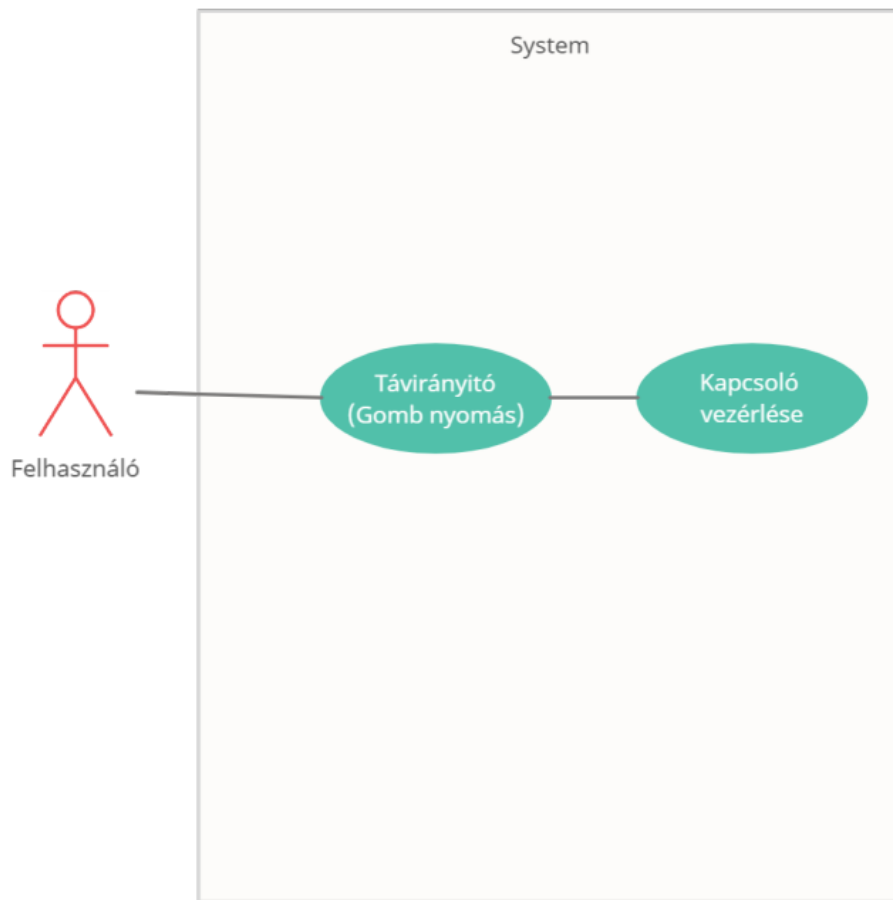 System
Távirányitó
(Gomb nyomás)
Kapcsoló
vezérlése
Felhasználó